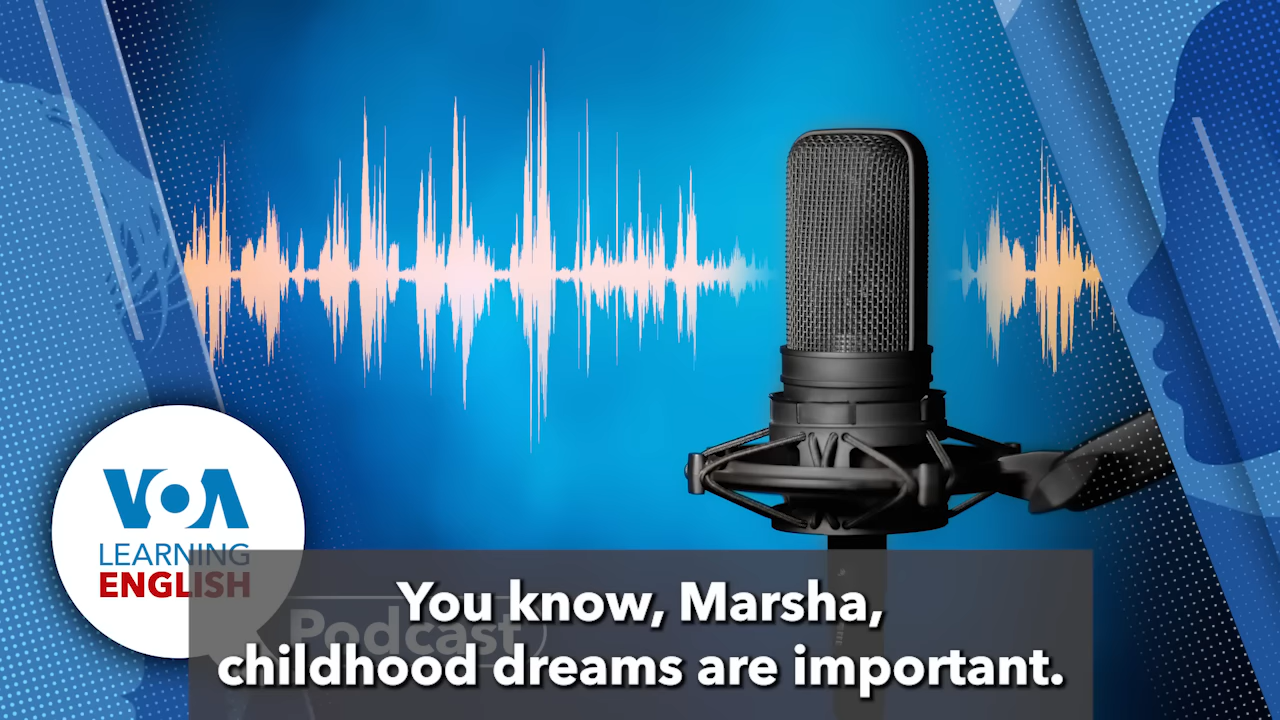 VOA
LEARNING
ENGLISH
Podcast
You know, Marsha,
childhood dreams are important.